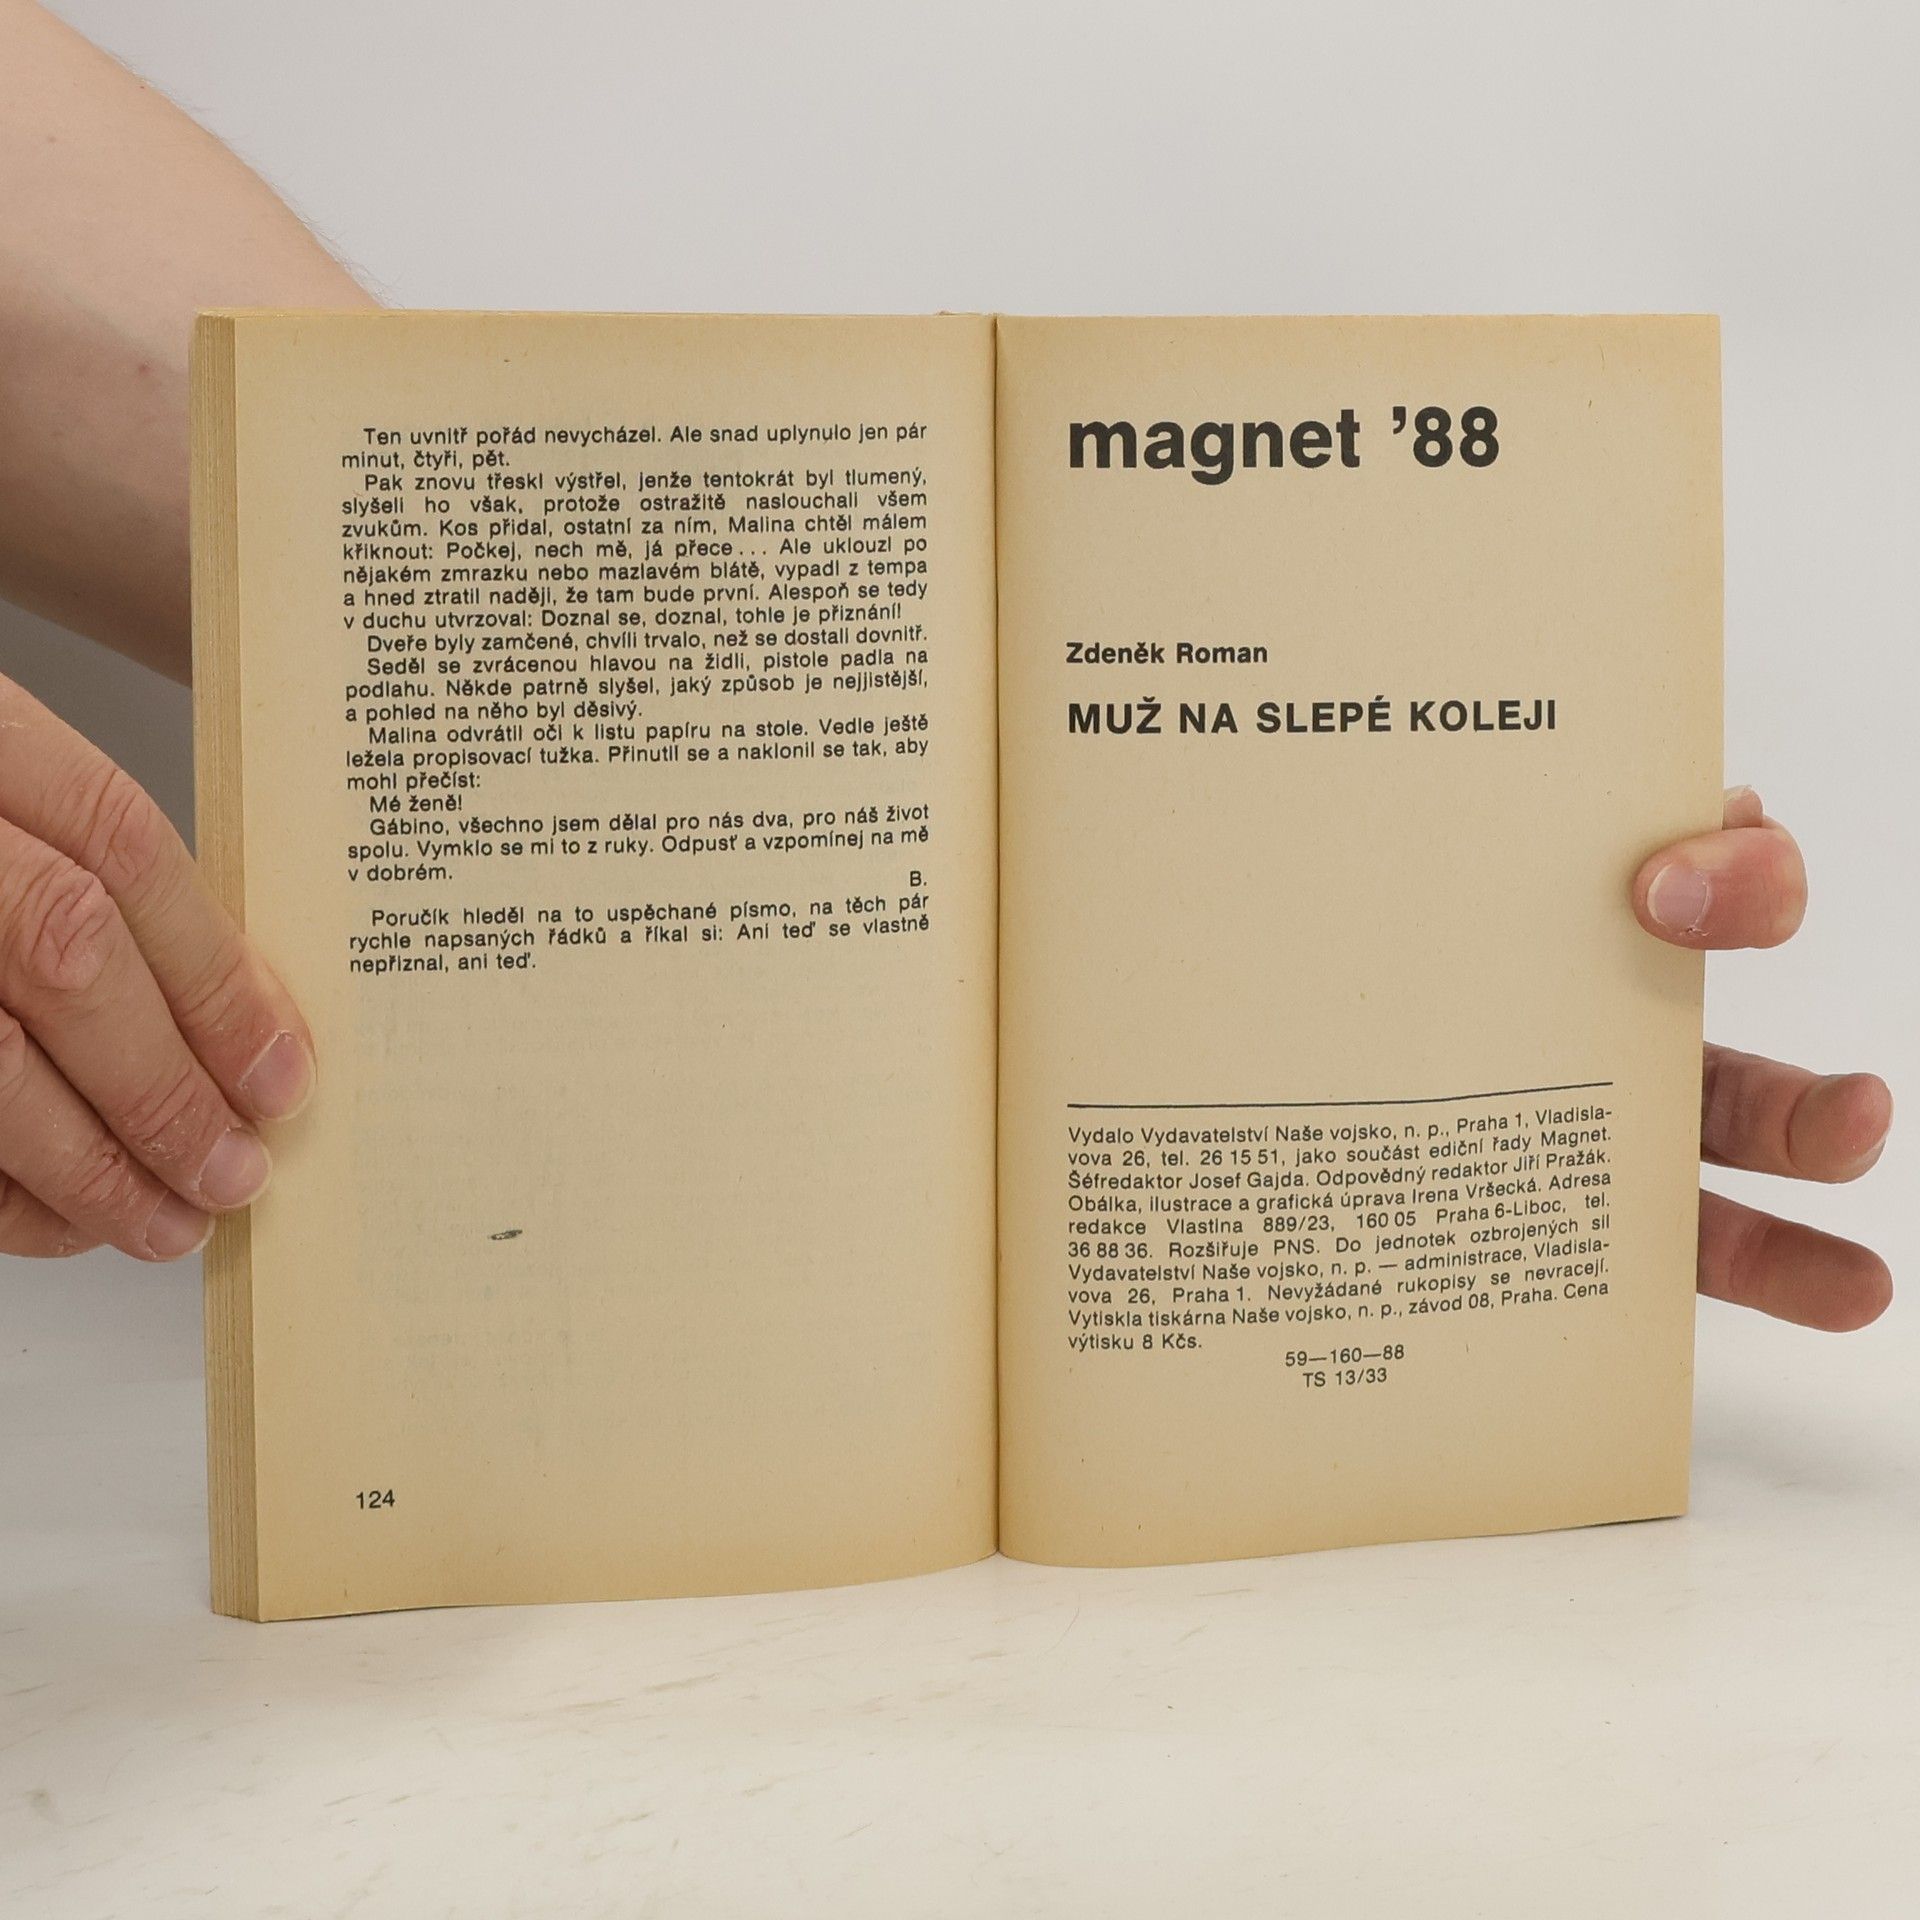 Ten uvnitř pořád nevycházel. Ale snad uplynulo jen pár
minut, čtyři, pět.
Pak znovu třeskl výstřel, jenže tentokrát byl tlumený,
slyšeli ho však, protože ostražitě naslouchali všem
zvukům. Kos přidal, ostatní za ním, Malina chtěl málem
křiknout: Počkej, nech mě, já přece... Ale uklouzl po
nějakém zmrazku nebo mazlavém blátě, vypadl z tempa
a hned ztratil naději, že tam bude první. Alespoň se tedy
v duchu utvrzoval: Doznal se, doznal, tohle je přiznání!
Dveře byly zamčené, chvíli trvalo, než se dostali dovnitř.
Seděl se zvrácenou hlavou na židli, pistole padla na
podlahu. Někde patrně slyšel, jaký způsob je nejjistější,
a pohled na něho byl děsivý.
Malina odvrátil oči k listu papíru na stole. Vedle ještě
ležela propisovací tužka. Přinutil se a naklonil se tak, aby
mohl přečíst:
Mé ženě!
Gábino, všechno jsem dělal pro nás dva, pro náš život
spolu. Vymklo se mi to z ruky. Odpusť a vzpomínej na mě
v dobrém.
B.
Poručík hleděl na to uspěchané písmo, na těch pár
rychle napsaných řádků a říkal si: Ani teď se vlastně
nepřiznal, ani teď.
124
magnet '88
Zdeněk Roman
MUŽ NA SLEPÉ KOLEJI
Vydalo Vydavatelství Naše vojsko, n. p., Praha 1, Vladisla-
vova 26, tel. 26 15 51, jako součást ediční řady Magnet.
Šéfredaktor Josef Gajda. Odpovědný redaktor Jiří Pražák.
Obálka, ilustrace a grafická úprava Irena Vršecká. Adresa
redakce Vlastina 889/23, 160 05 Praha 6-Liboc, tel.
36 88 36. Rozšiřuje PNS. Do jednotek ozbrojených sil
Vydavatelství Naše vojsko, n. p. — administrace, Vladisla-
vova 26, Praha 1. Nevyžádané rukopisy se nevracejí.
Vytiskla tiskárna Naše vojsko, n. p., závod 08, Praha. Cena
výtisku 8 Kčs.
59—160—88
TS 13/33